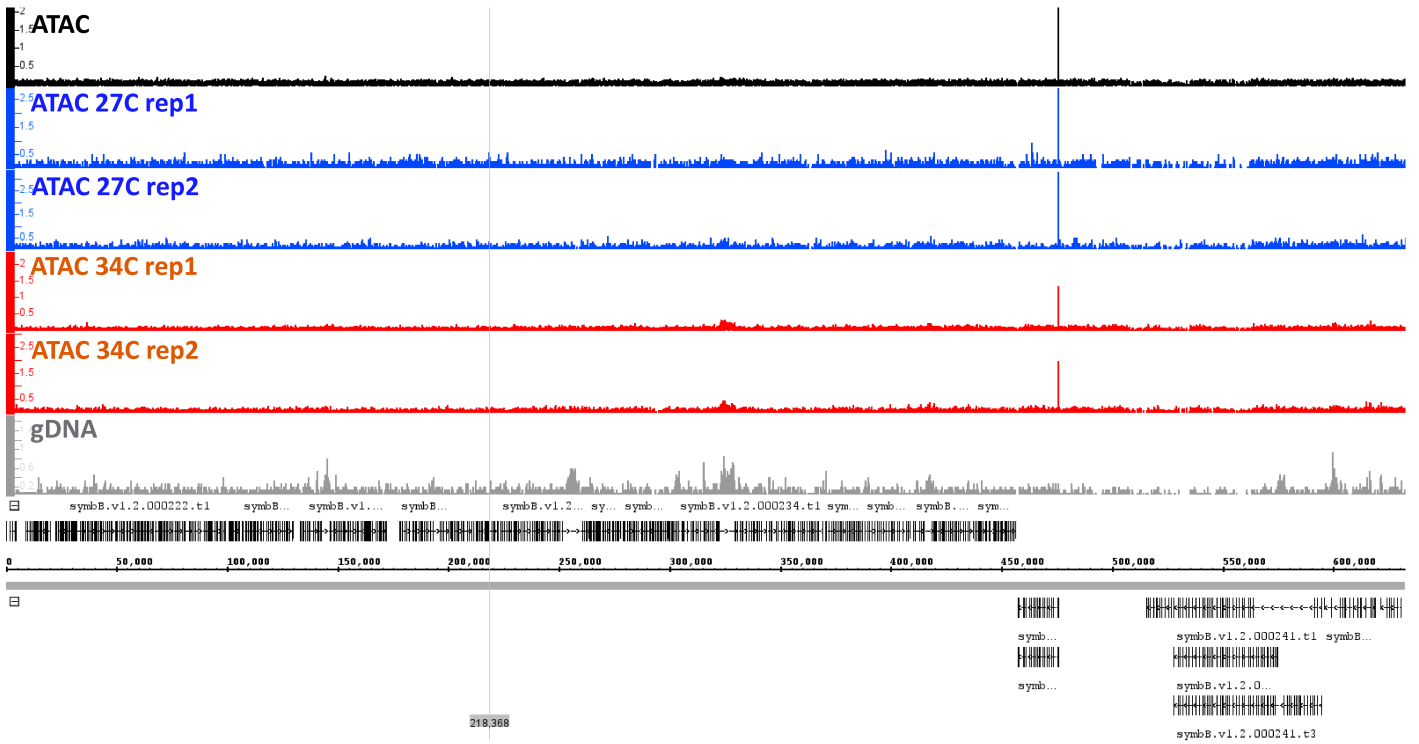 2
1.5
1
0.5
ATAC
2.5
1.5
0.5
ATAC 27C rep1
2.5
1.5
0.5
ATAC 27C rep2
2
1.5
1
0.5
ATAC 34C rep1
2.5
1.5
0.5
ATAC 34C rep2
1
0.6
0.2
gDNA
symbB.v1.2.000222.t1 symbB... symbB.v1.... symbB... symbB.v1.2... sy... symb... symbB.v1.2.000234.t1 sym... symb... symbB.... sym...
0 50,000 100,000 150,000 200,000 250,000 300,000 350,000 400,000 450,000 500,000 550,000 600,000
symb... symbB.v1.2.000241.t1 symbB...
symb... symbB.v1.2.0...
symbB.v1.2.000241.t3
218,368